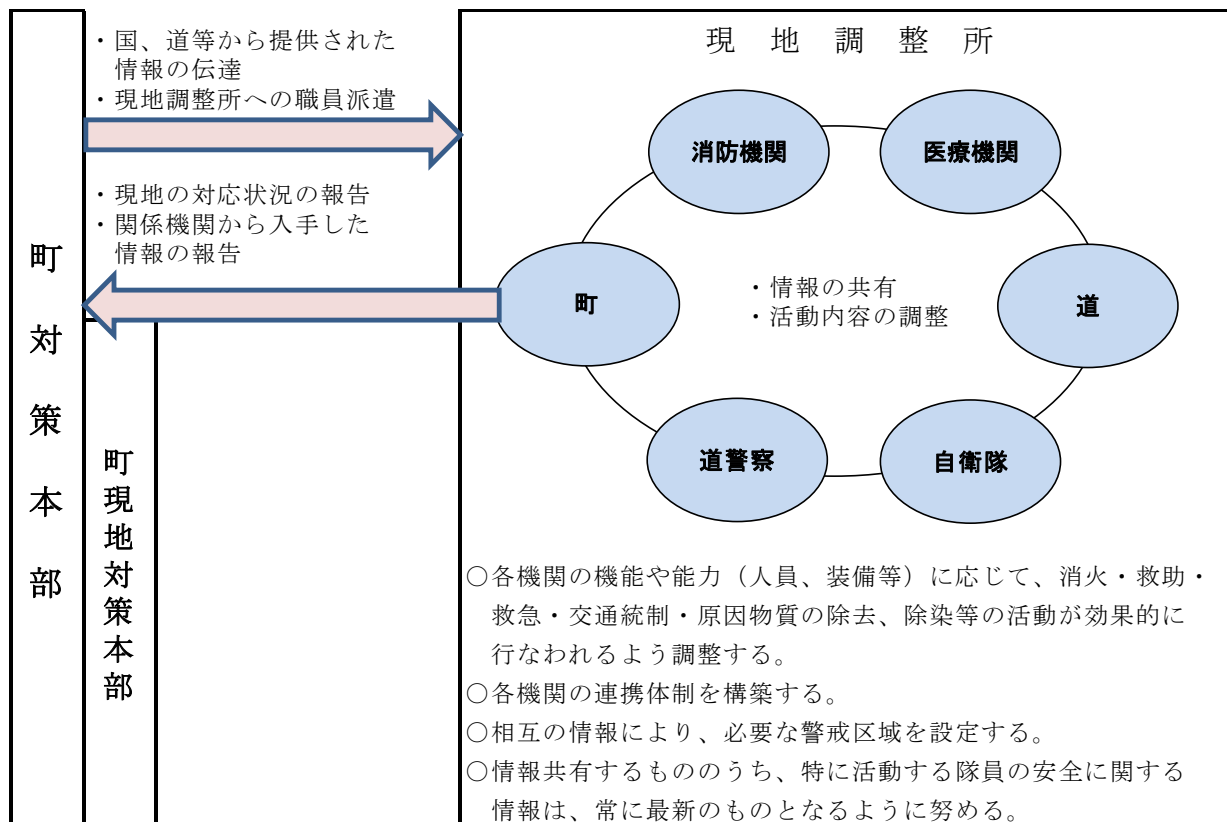 ・国、道等から提供された
情報の伝達
・現地調整所への職員派遣
・現地の対応状況の報告
・関係機関から入手した
情報の報告
町対策本部
町現地対策本部
現地調整所
消防機関
医療機関
町
・情報の共有
・活動内容の調整
道
道警察
自衛隊
○各機関の機能や能力（人員、装備等）に応じて、消火・救助・
救急・交通統制・原因物質の除去、除染等の活動が効果的に
行なわれるよう調整する。
○各機関の連携体制を構築する。
○相互の情報により、必要な警戒区域を設定する。
○情報共有するもののうち、特に活動する隊員の安全に関する
情報は、常に最新のものとなるように努める。